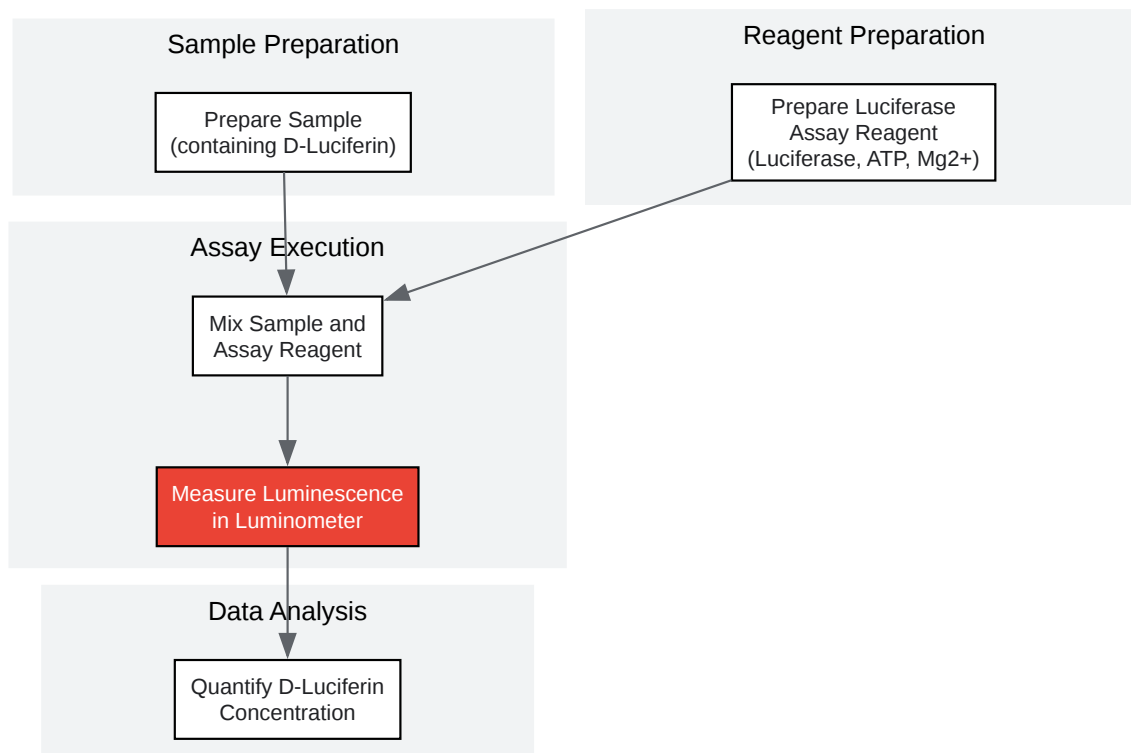 Sample Preparation
Prepare Sample
(containing D-Luciferin)
Reagent Preparation
Prepare Luciferase
Assay Reagent
(Luciferase, ATP, Mg2+)
Assay Execution
Mix Sample and
Assay Reagent
Measure Luminescence
in Luminometer
Data Analysis
Quantify D-Luciferin
Concentration